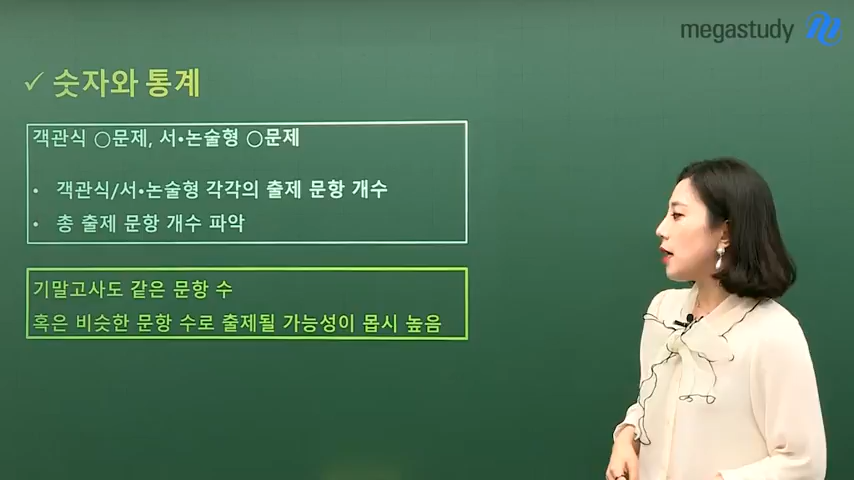 megastudy
✓ 숫자와 통계
객관식 ○문제, 서•논술형 ○문제
• 객관식/서•논술형 각각의 출제 문항 개수
• 총 출제 문항 개수 파악
기말고사도 같은 문항 수
혹은 비슷한 문항 수로 출제될 가능성이 몹시 높음